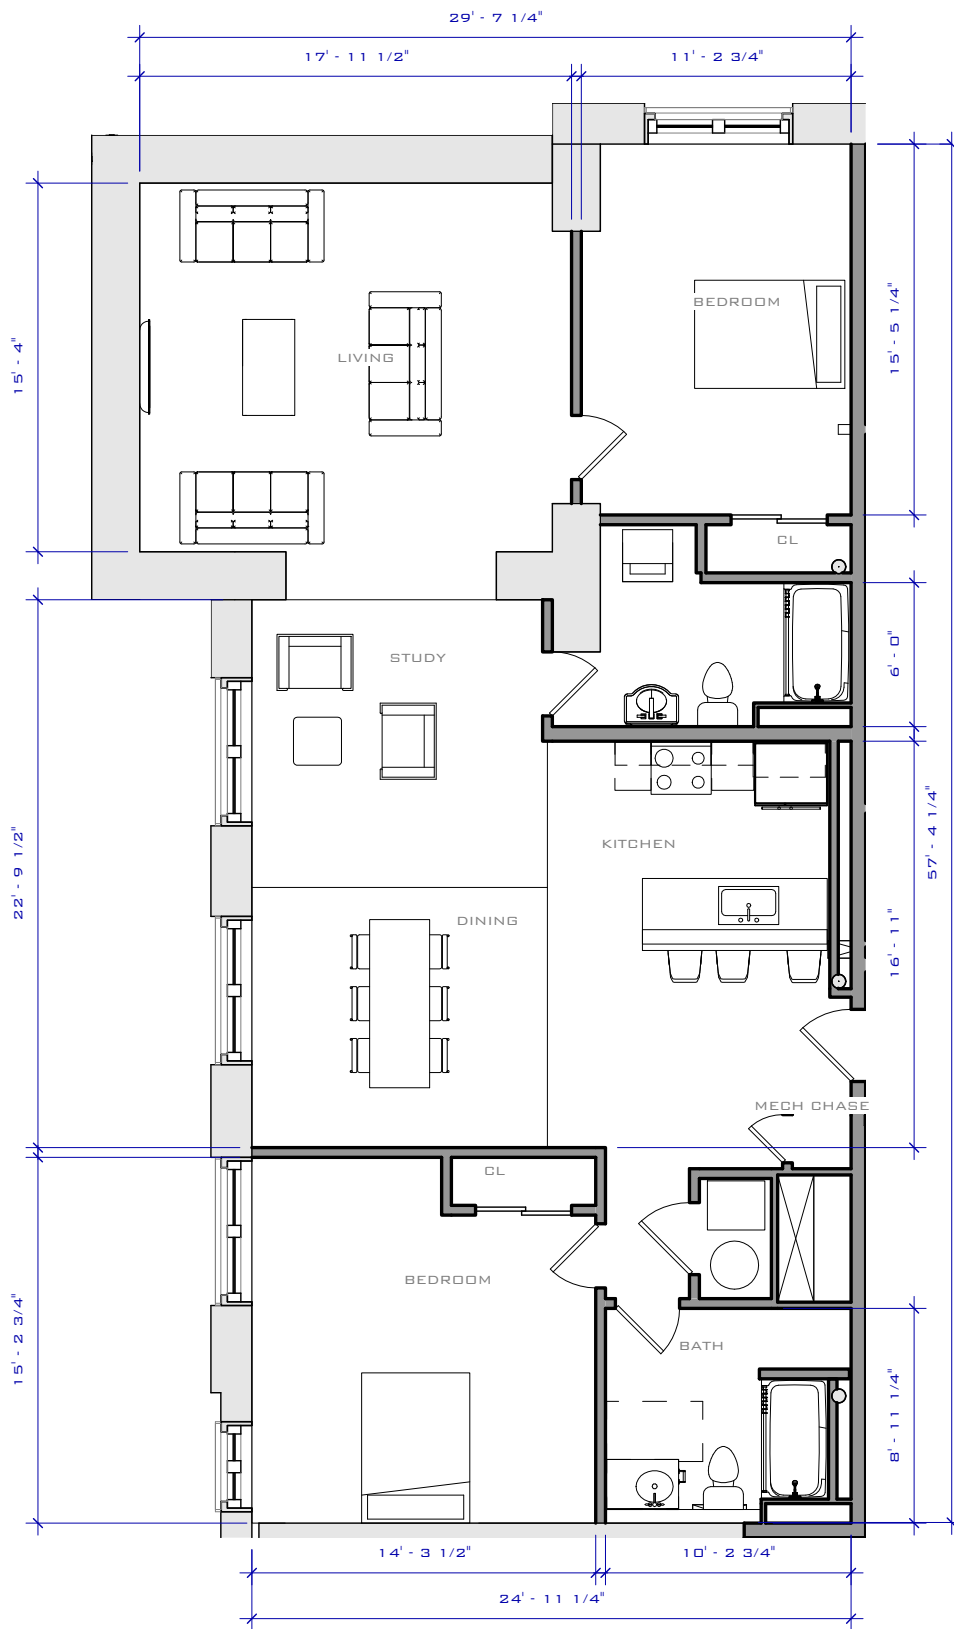 29' - 7 1/4"
17' - 11 1/2"
11' - 2 3/4"
15' - 4"
15' - 5 1/4"
BEDROOM
LIVING
CL
6' - 0"
STUDY
57' - 4 1/4"
KITCHEN
22' - 9 1/2"
DINING
16' - 11"
MECH CHASE
CL
BEDROOM
15' - 2 3/4"
BATH
8' - 11 1/4"
14' - 3 1/2"
10' - 2 3/4"
24' - 11 1/4"